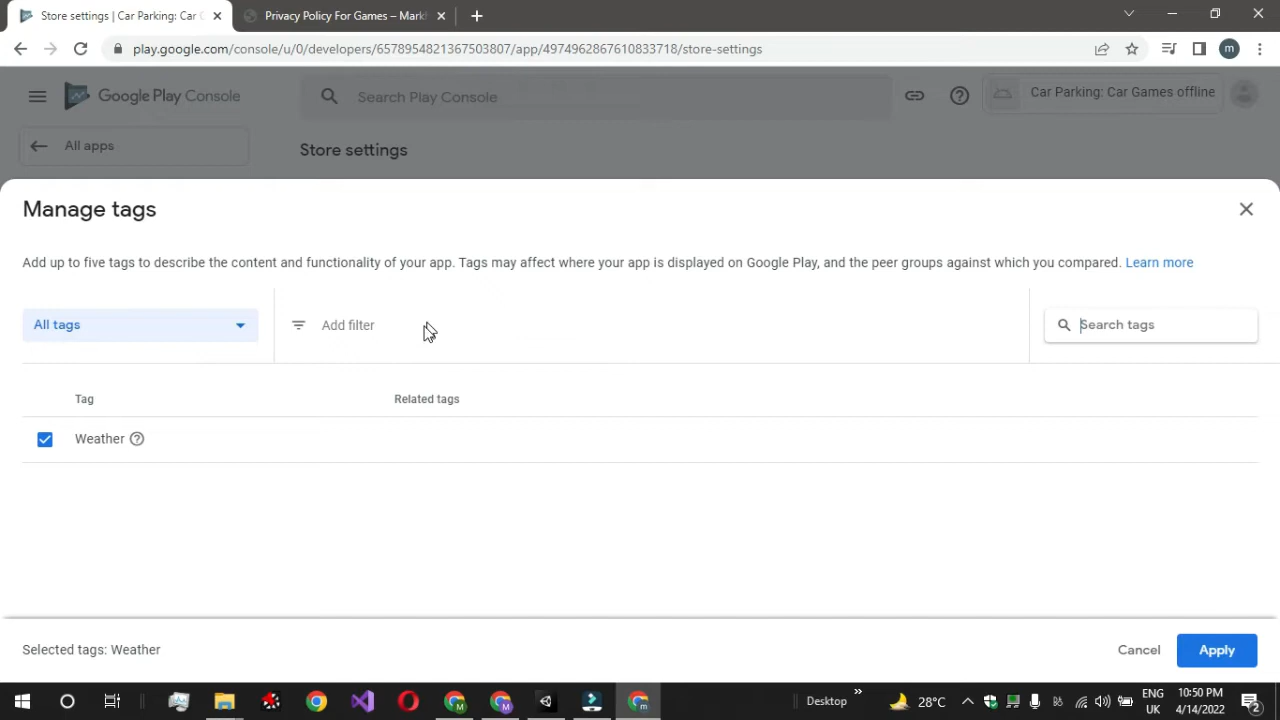 Store settings | Car Parking: Car G
Privacy Policy For Games – Mark
play.google.com/console/u/0/developers/6578954821367503807/app/4974962867610833718/store-settings
m
Google Play Console
Search Play Console
Car Parking: Car Games offline
All apps
Store settings
Manage tags
Add up to five tags to describe the content and functionality of your app. Tags may affect where your app is displayed on Google Play, and the peer groups against which you compared. Learn more
All tags
Add filter
Search tags
Tag Related tags
Weather
Selected tags: Weather
Cancel
Apply
Desktop
28°C
ENG
UK
10:50 PM
4/14/2022
2